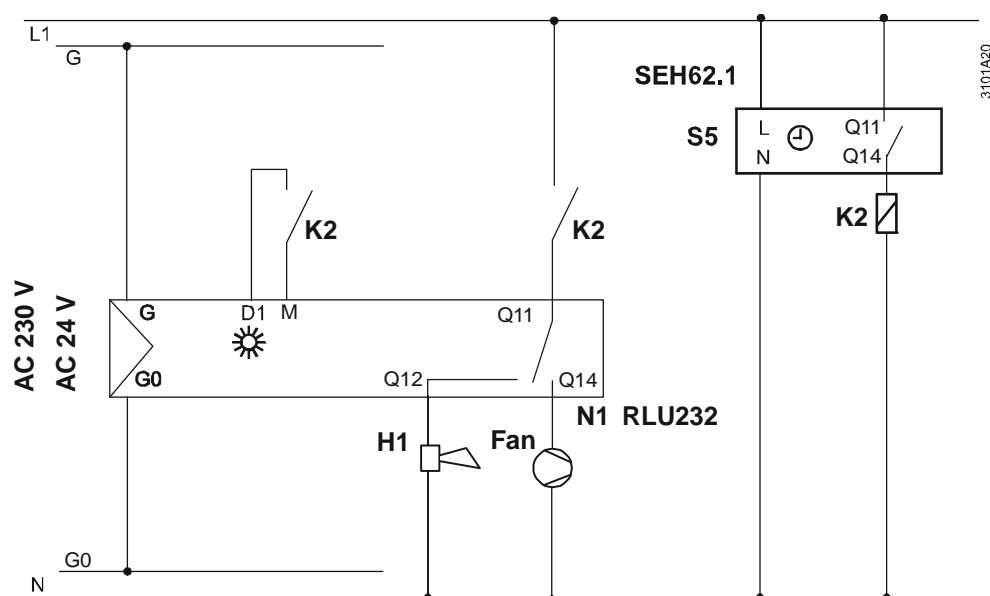 L1
G
SEH62.1
3101A20
S5
L
N
Q11
Q14
K2
K2
K2
AC 230 V
AC 24 V
G
D1
M
Q11
G0
Q12
Q14
N1 RLU232
H1
Fan
G0
N